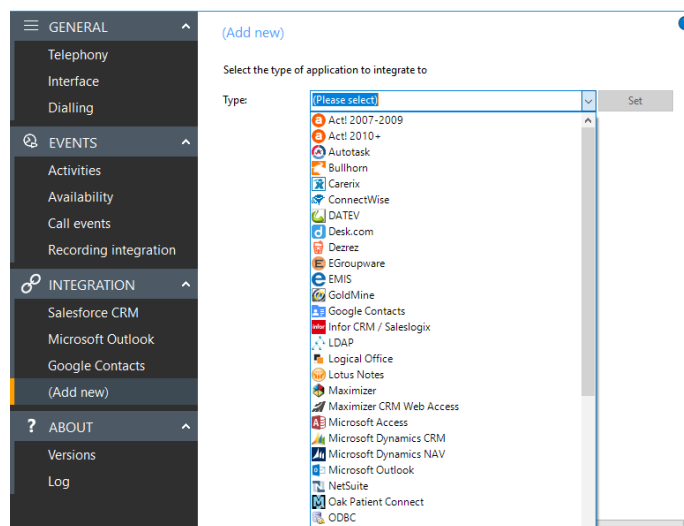 GENERAL
Telephony
Interface
Dialling
EVENTS
Activities
Availability
Call events
Recording integration
INTEGRATION
Salesforce CRM
Microsoft Outlook
Google Contacts
(Add new)
? ABOUT
Versions
Log
(Add new)
Select the type of application to integrate to
Type: (Please select) Set
Act! 2007-2009
Act! 2010+
Autotask
Bullhorn
Carerix
ConnectWise
DATEV
Desk.com
Dezrez
EGroupware
EMIS
GoldMine
Google Contacts
infor Infor CRM / Saleslogix
LDAP
Logical Office
Lotus Notes
Maximizer
Maximizer CRM Web Access
Microsoft Access
Microsoft Dynamics CRM
Microsoft Dynamics NAV
Microsoft Outlook
NetSuite
Oak Patient Connect
ODBC